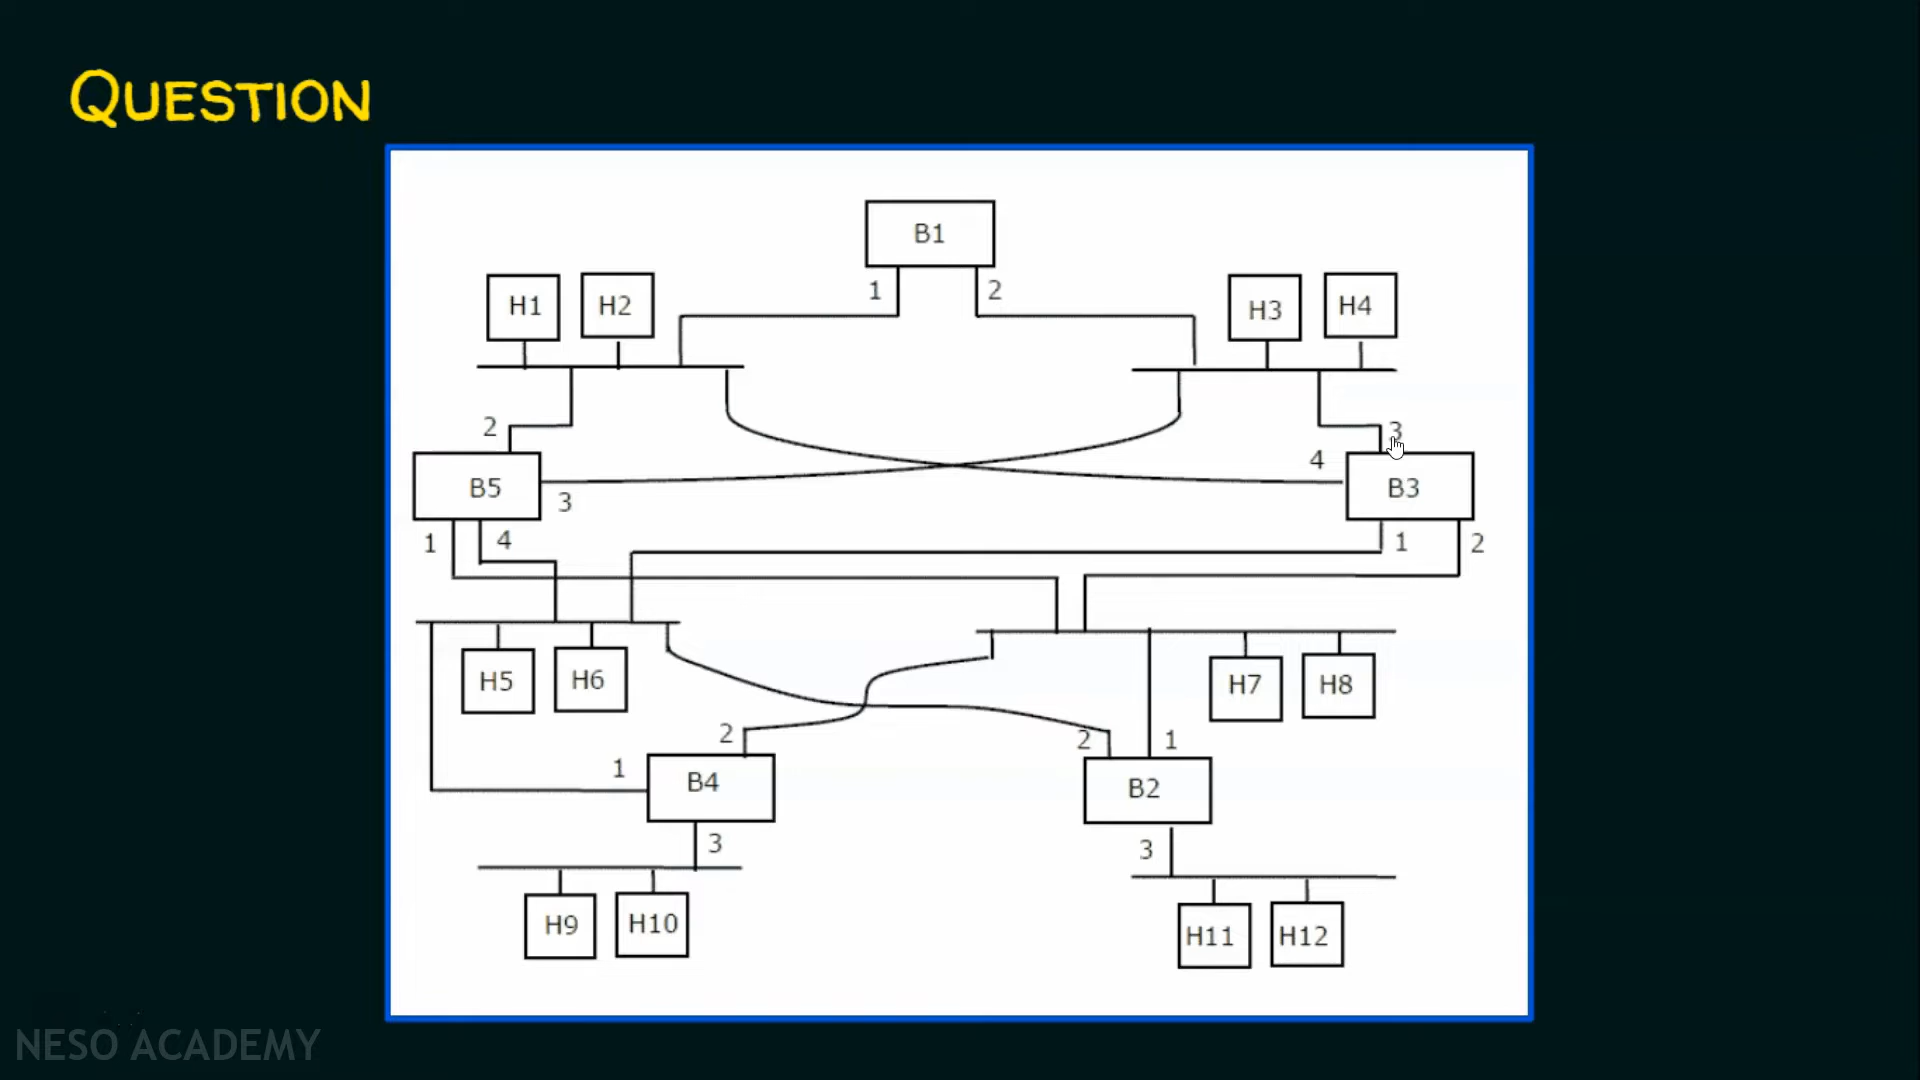 QUESTION
B1
1 2
H1 H2 H3 H4
2 3
4
B5 B3
3
1 4 1 2
H5 H6 H7 H8
2 2 1
1
B4 B2
3 3
H9 H10 H11 H12
NESO ACADEMY